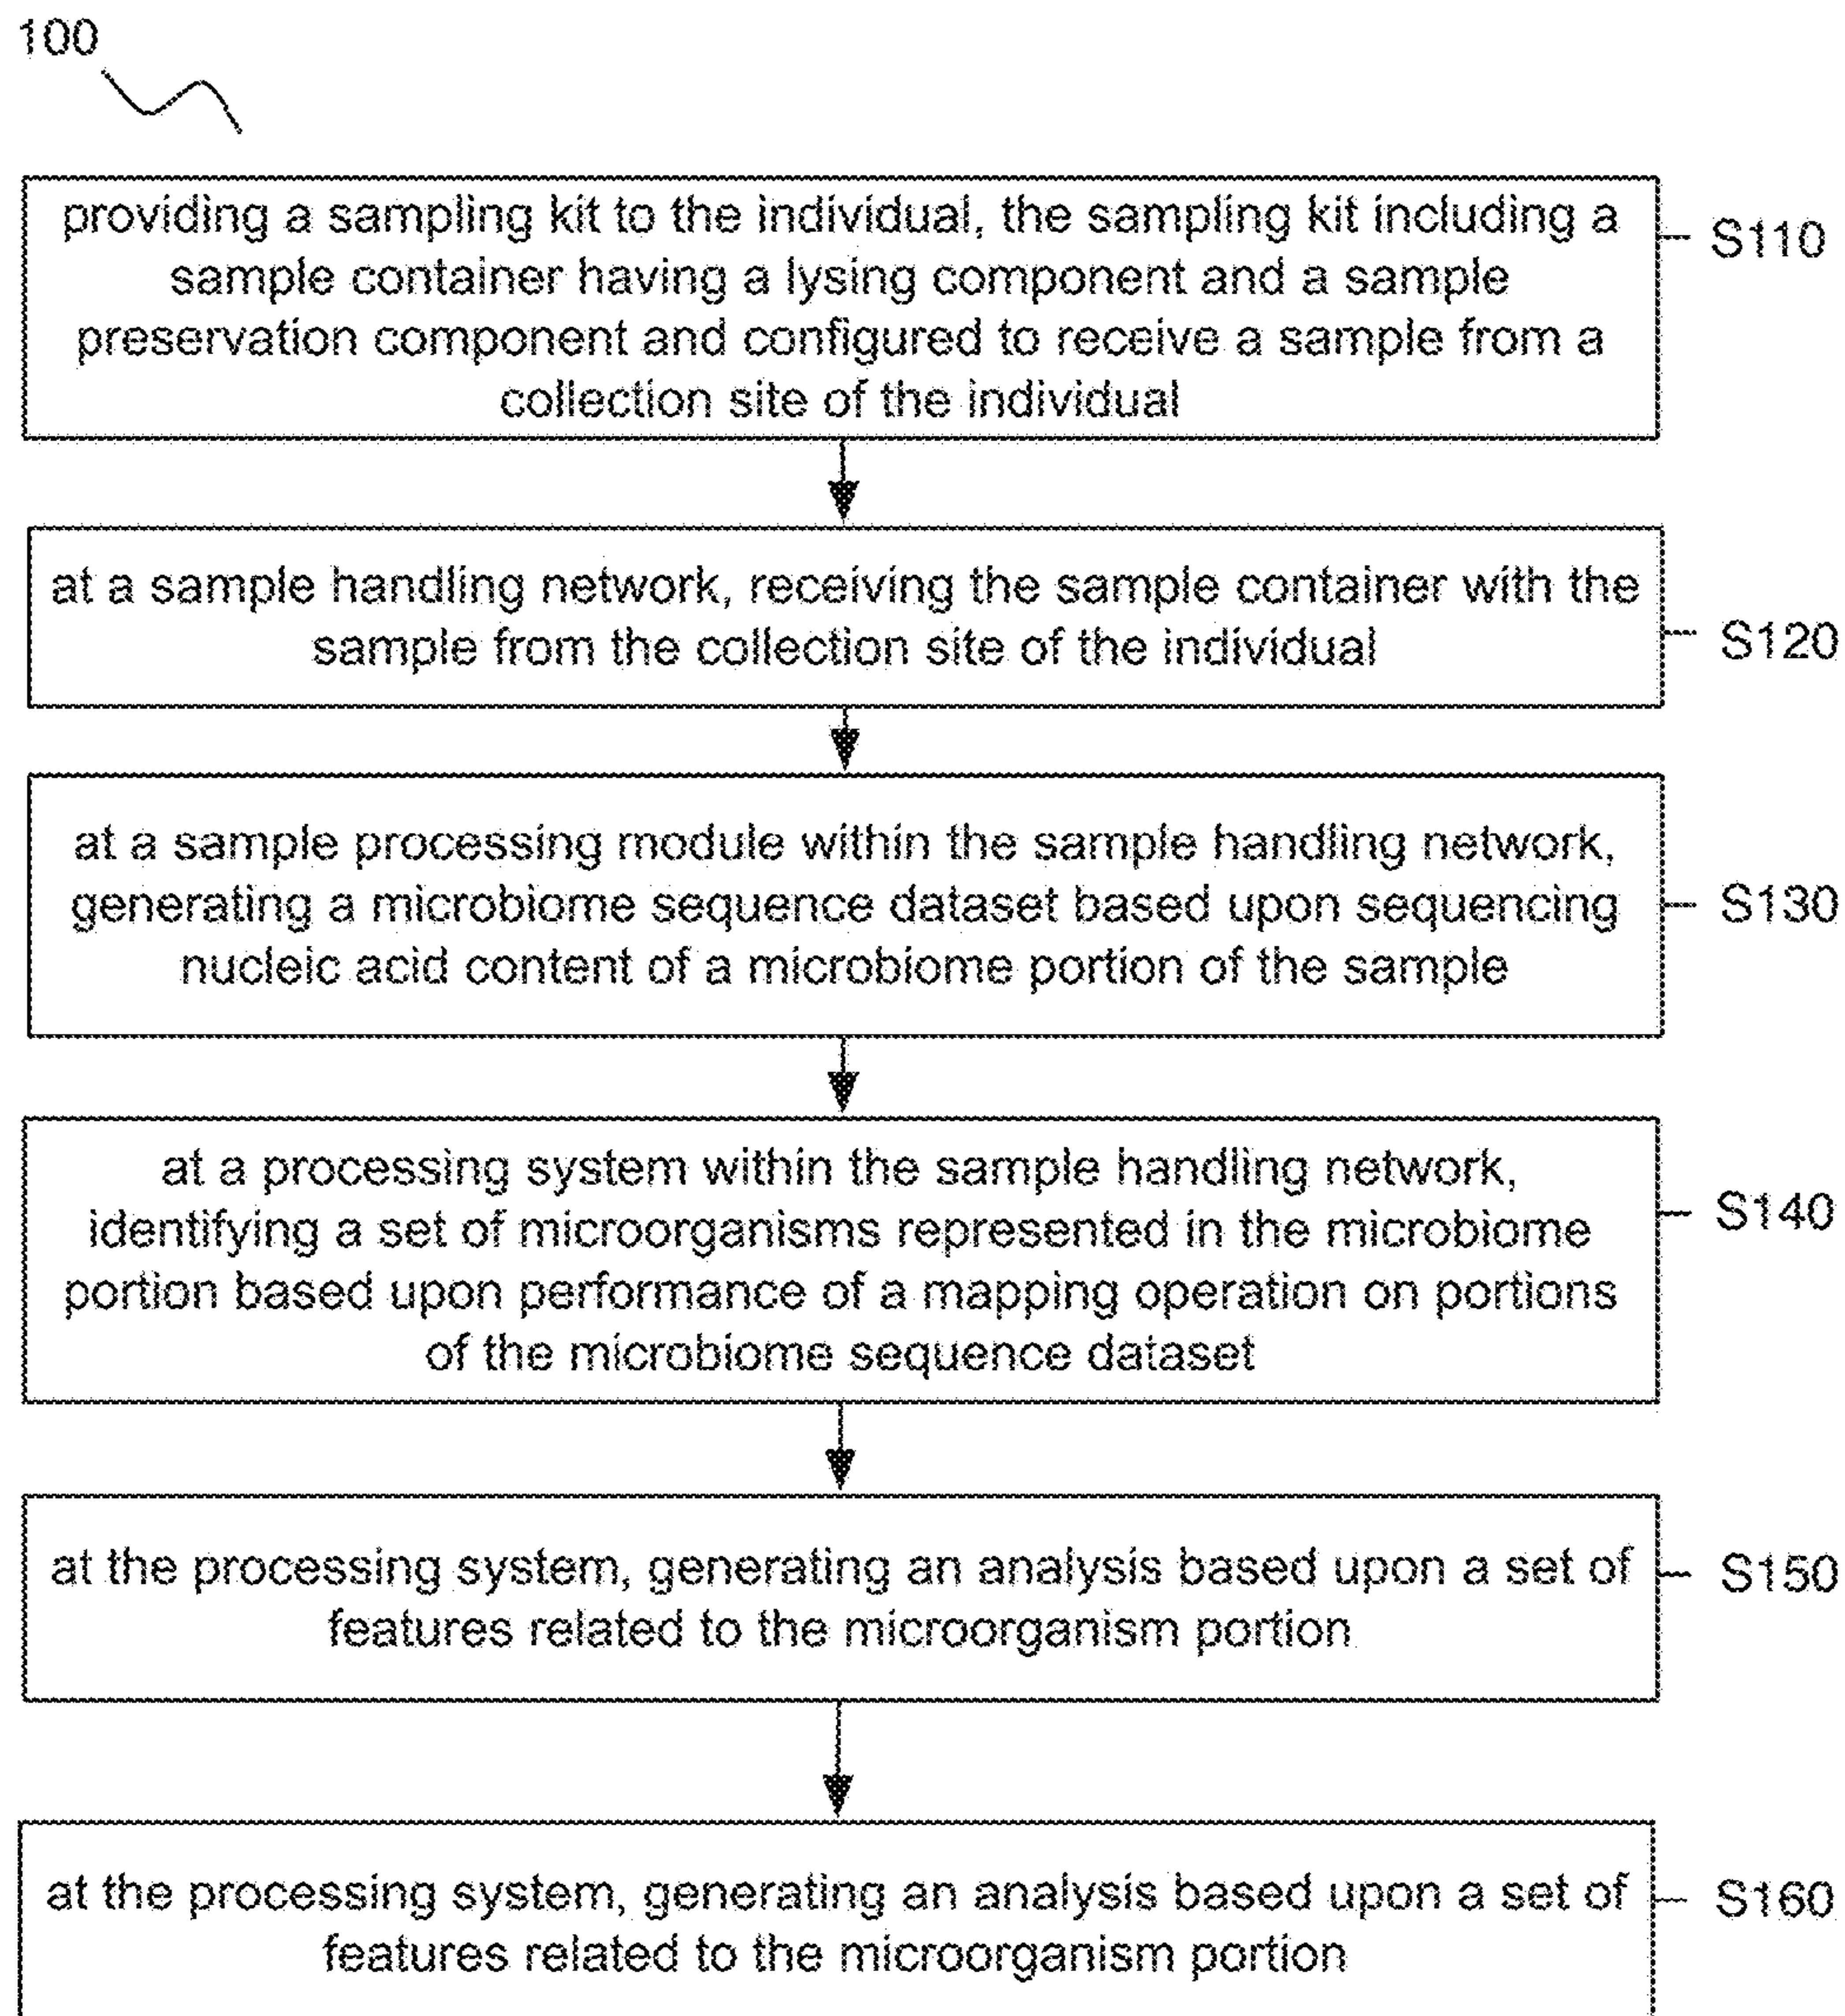 100
providing a sampling kit to the individual, the sampling kit including a
sample container having a lysing component and a sample
preservation component and configured to receive a sample from a
collection site of the individual
S110
at a sample handling network, receiving the sample container with the
sample from the collection site of the individual
S120
at a sample processing module within the sample handling network,
generating a microbiome sequence dataset based upon sequencing
nucleic acid content of a microbiome portion of the sample
S130
at a processing system within the sample handling network,
identifying a set of microorganisms represented in the microbiome
portion based upon performance of a mapping operation on portions
of the microbiome sequence dataset
S140
at the processing system, generating an analysis based upon a set of
features related to the microorganism portion
S150
at the processing system, generating an analysis based upon a set of
features related to the microorganism portion
S160